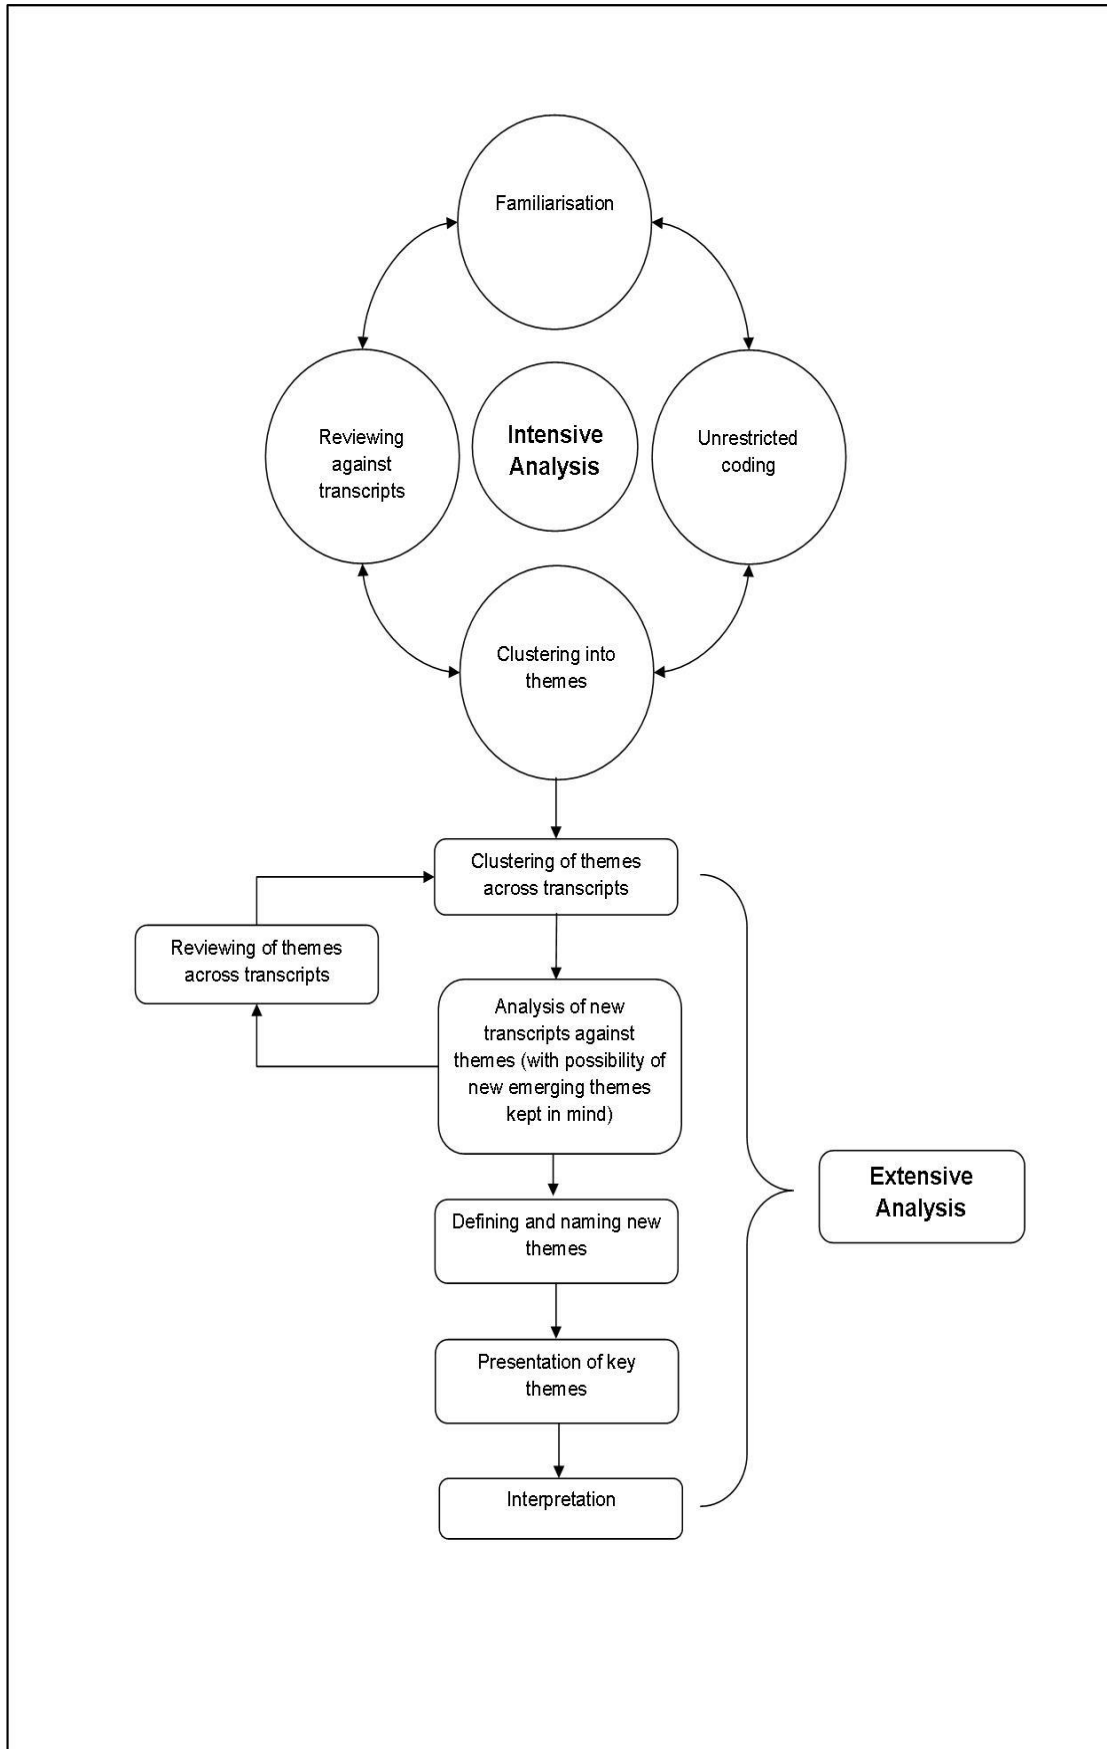 Familiarisation
Reviewing
against
transcripts
Intensive
Analysis
Unrestricted
coding
Clustering into
themes
Clustering of themes
across transcripts
Reviewing of themes
across transcripts
Analysis of new
transcripts against
themes (with possibility of
new emerging themes
kept in mind)
Extensive
Analysis
Defining and naming new
themes
Presentation of key
themes
Interpretation